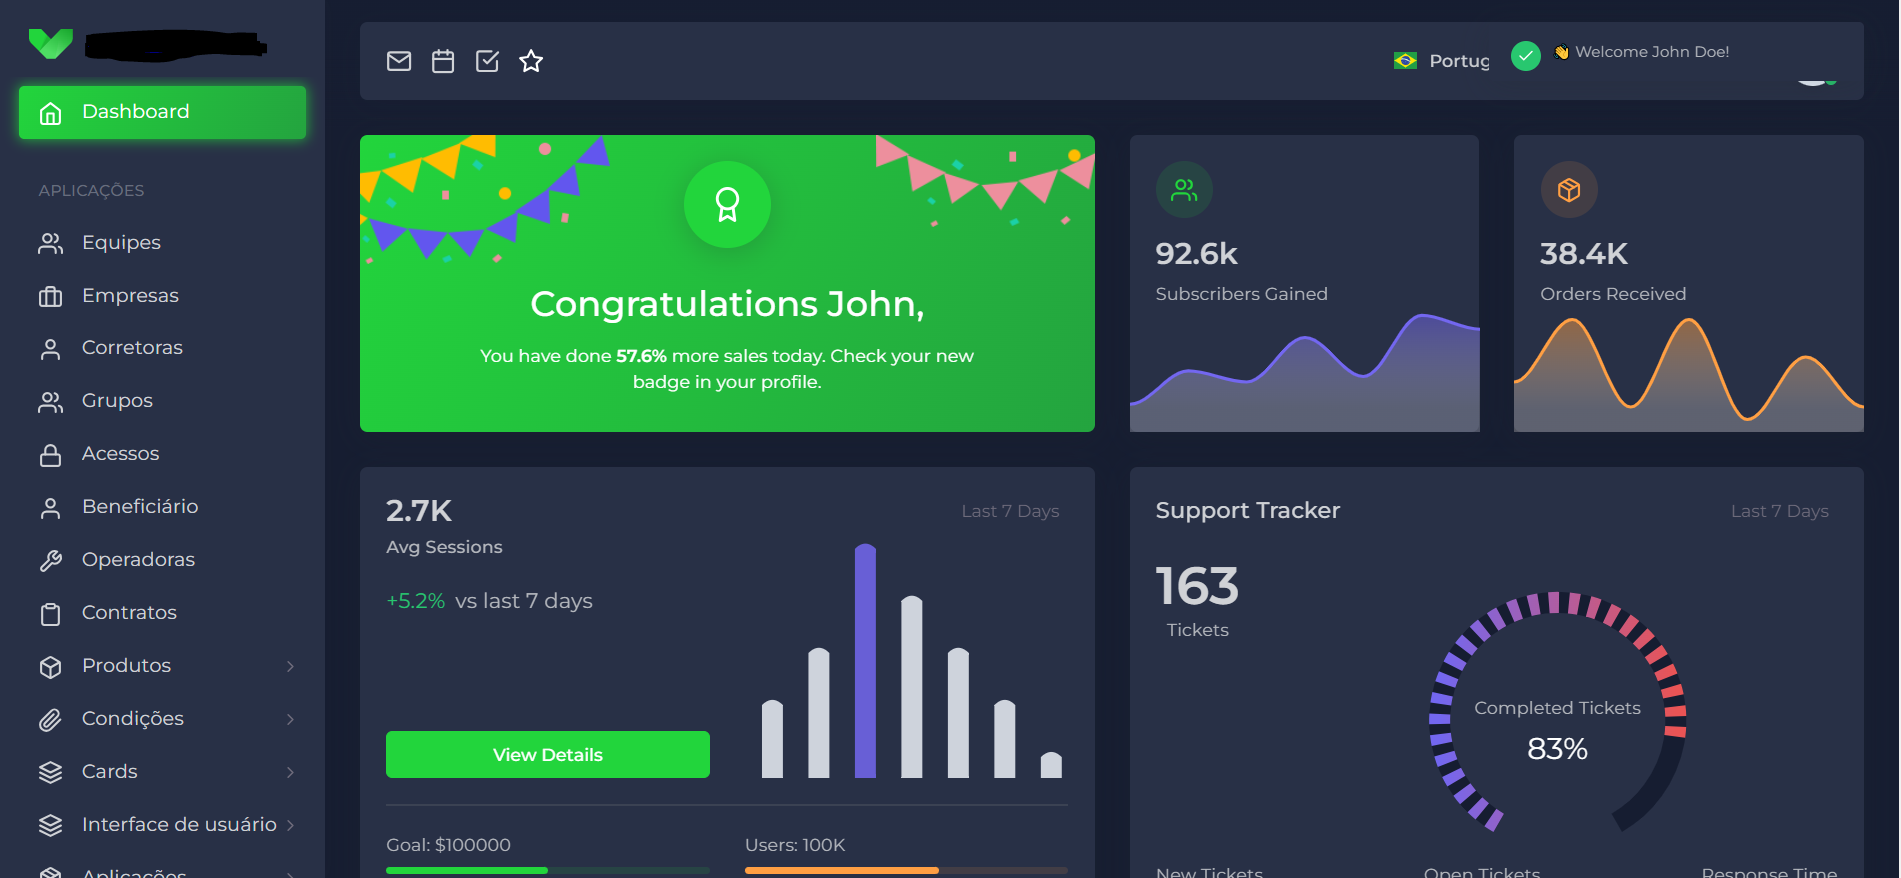 Portug
Welcome John Doe!
Dashboard
APLICAÇÕES
Equipes
Empresas
Corretoras
Grupos
Acessos
Beneficiário
Operadoras
Contratos
Produtos
Condições
Cards
Interface de usuário
Aplicações
Congratulations John,
You have done 57.6% more sales today. Check your new
badge in your profile.
92.6k
Subscribers Gained
38.4K
Orders Received
2.7K
Last 7 Days
Avg Sessions
+5.2% vs last 7 days
View Details
Goal: $100000
Users: 100K
Support Tracker
Last 7 Days
163
Tickets
Completed Tickets
83%
New Tickets
Open Tickets
Response Time